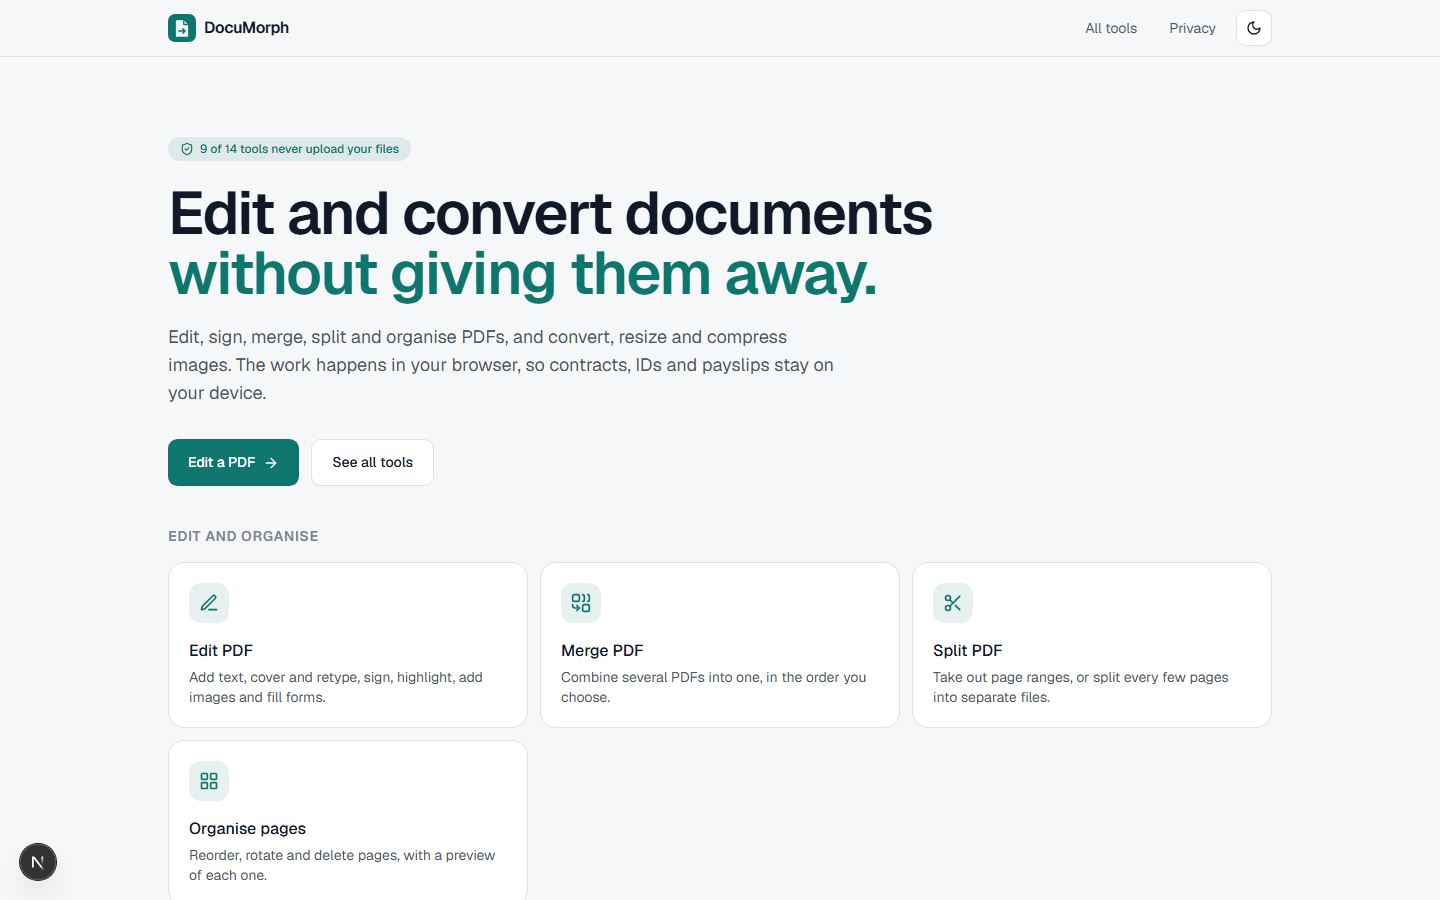 DocuMorph
All tools
Privacy
9 of 14 tools never upload your files
Edit and convert documents
without giving them away.
Edit, sign, merge, split and organise PDFs, and convert, resize and compress
images. The work happens in your browser, so contracts, IDs and payslips stay on
your device.
Edit a PDF →
See all tools
EDIT AND ORGANISE
Edit PDF
Add text, cover and retype, sign, highlight, add
images and fill forms.
Merge PDF
Combine several PDFs into one, in the order you
choose.
Split PDF
Take out page ranges, or split every few pages
into separate files.
Organise pages
Reorder, rotate and delete pages, with a preview
of each one.
N